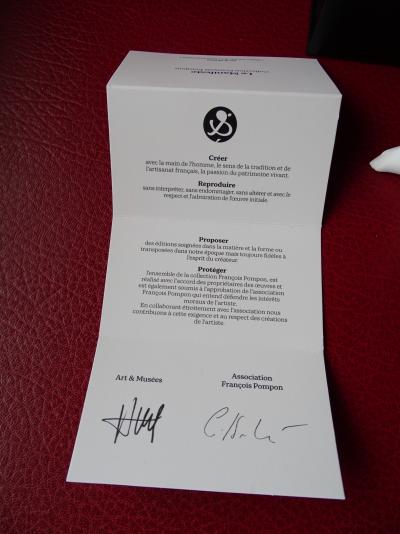 Le Manifeste
Collection François Pompon
Créer
avec la main de l'homme, le sens de la tradition et de
l'artisanat français, la passion du patrimoine vivant.
Reproduire
sans interpréter, sans endommager, sans altérer et avec le
respect et l'admiration de l'œuvre initiale.
Proposer
des éditions soignées dans la matière et la forme ou
transposées dans notre époque mais toujours fidèles à
l'esprit du créateur.
Protéger
l'ensemble de la collection François Pompon, est
réalisé avec l'accord des propriétaires des œuvres et
est également soumis à l'approbation de l'association
François Pompon qui entend défendre les intérêts
moraux de l'artiste.
En collaborant étroitement avec l'association nous
contribuons à cette exigence et au respect des créations
de l'artiste.
Art & Musées
Association
François Pompon